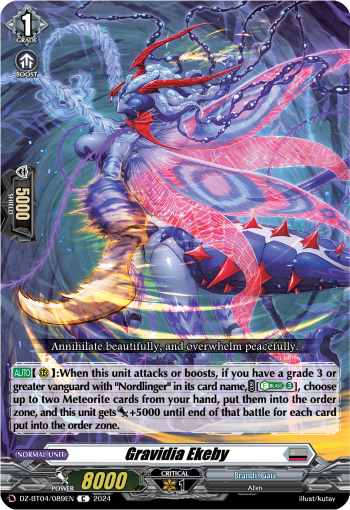 1
GRADE
BOOST
5000
SHIELD
Annihilate beautifully, and overwhelm peacefully.
AUTO [ R ]:When this unit attacks or boosts, if you have a grade 3 or
greater vanguard with "Nordlinger" in its card name, [ BLAST 3 ], choose
up to two Meteorite cards from your hand, put them into the order
zone, and this unit gets +5000 until end of that battle for each card
put into the order zone.
NORMAL UNIT
Gravidia Ekeby
POWER 8000
CRITICAL
1
Brandt Gate
Alien
DZ-BT04/089EN C 2024
illust/kutay